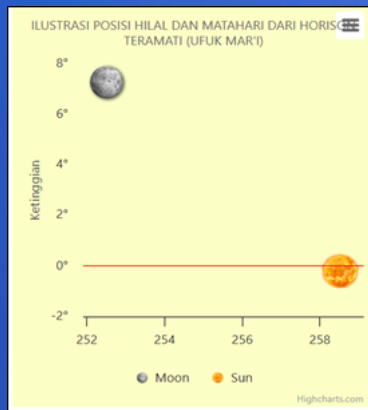 ILUSTRASI POSISI HILAL DAN MATAHARI DARI HORISON
TERAMATI (UFUK MAR'I)
8°
6°
4°
2°
0°
-2°
Ketinggian
252 254 256 258
Moon Sun
Highcharts.com